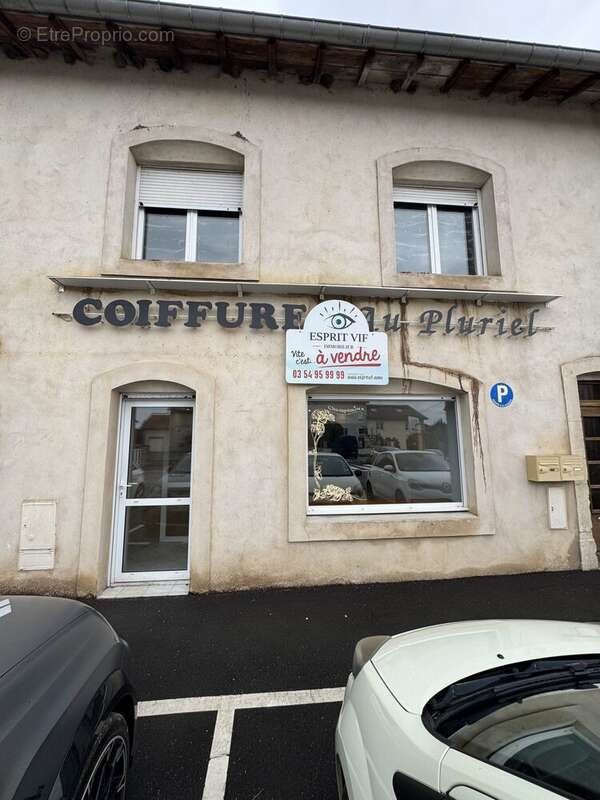 © EtreProprio.com
COIFFURE Au Pluriel
ESPRIT VIF
IMMOBILIER
Vite
c'est
à vendre
03 54 95 99 99
P